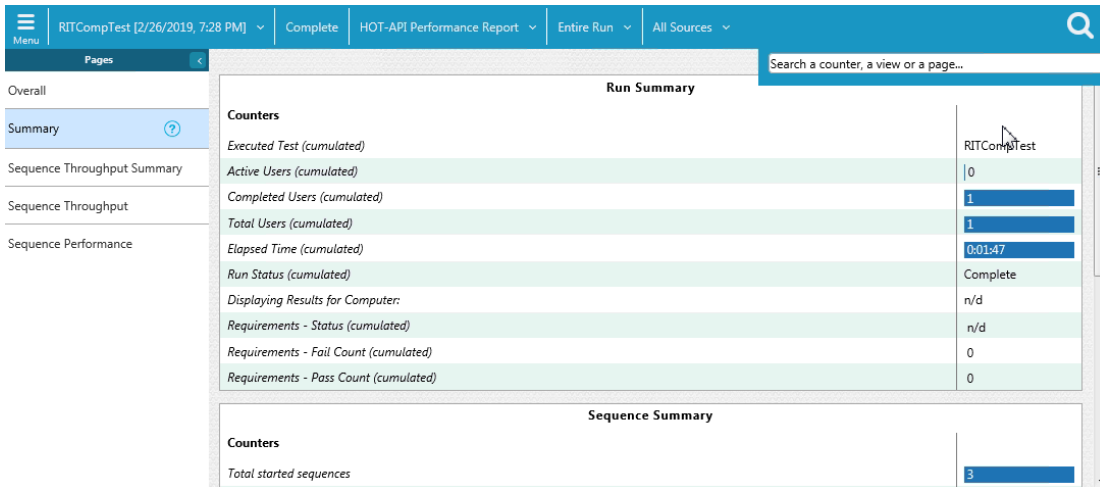 Menu
RITCompTest [2/26/2019, 7:28 PM]
Complete
HOT-API Performance Report
Entire Run
All Sources
Search a counter, a view or a page...
Pages
Overall
Summary
Sequence Throughput Summary
Sequence Throughput
Sequence Performance
Run Summary
Counters
Executed Test (cumulated) RITCompTest
Active Users (cumulated) 0
Completed Users (cumulated) 1
Total Users (cumulated) 1
Elapsed Time (cumulated) 0:01:47
Run Status (cumulated) Complete
Displaying Results for Computer: n/d
Requirements - Status (cumulated) n/d
Requirements - Fail Count (cumulated) 0
Requirements - Pass Count (cumulated) 0
Sequence Summary
Counters
Total started sequences 3